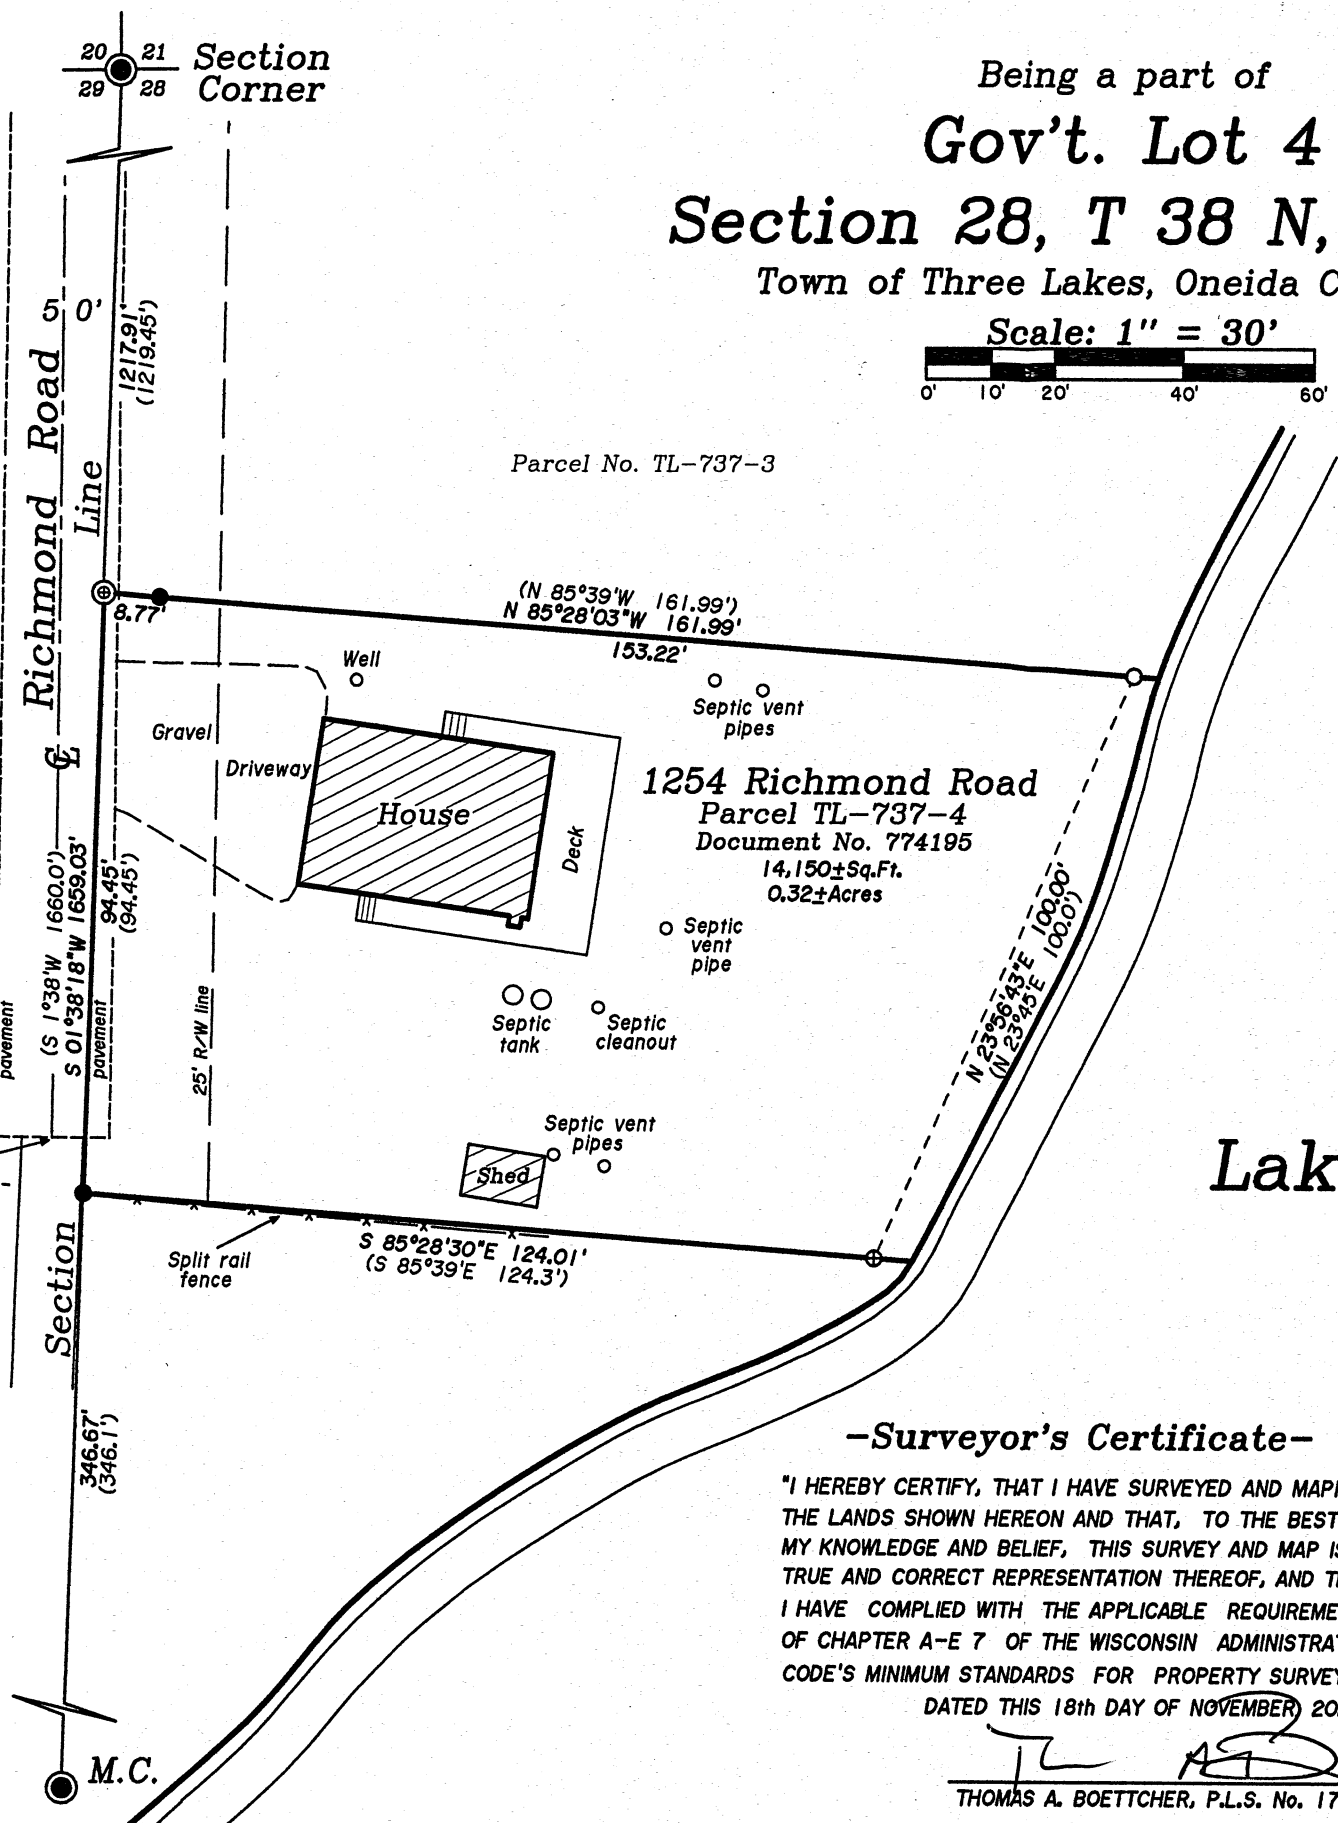 20 21
29 28
Section
Corner
Being a part of
Gov't. Lot 4
Section 28, T 38 N,
Town of Three Lakes, Oneida C
Scale: 1" = 30'
0' 10' 20' 40' 60'
50'
1217.91'
(1219.45')
Richmond Road
Line
Parcel No. TL-737-3
8.77'
(N 85°39'W 161.99')
N 85°28'03"W 161.99'
153.22'
Well
Septic vent
pipes
Gravel
Driveway
House
Deck
1254 Richmond Road
Parcel TL-737-4
Document No. 774195
14,150±Sq.Ft.
0.32±Acres
℄
(S 1°38'W 1660.0')
S 01°38'18"W 1659.03'
94.45'
(94.45')
pavement
pavement
25' R/W line
Septic
vent
pipe
Septic
tank
Septic
cleanout
N 23°56'43"E 100.00'
(N 23°45'E 100.0')
Septic vent
pipes
Shed
Lak
Split rail
fence
S 85°28'30"E 124.01'
(S 85°39'E 124.3')
Section
346.67'
(346.1')
M.C.
-Surveyor's Certificate-
"I HEREBY CERTIFY, THAT I HAVE SURVEYED AND MAPP
THE LANDS SHOWN HEREON AND THAT, TO THE BEST
MY KNOWLEDGE AND BELIEF, THIS SURVEY AND MAP IS
TRUE AND CORRECT REPRESENTATION THEREOF, AND TH
I HAVE COMPLIED WITH THE APPLICABLE REQUIREME
OF CHAPTER A-E 7 OF THE WISCONSIN ADMINISTRAT
CODE'S MINIMUM STANDARDS FOR PROPERTY SURVEY
DATED THIS 18th DAY OF NOVEMBER, 20
THOMAS A. BOETTCHER, P.L.S. No. 17